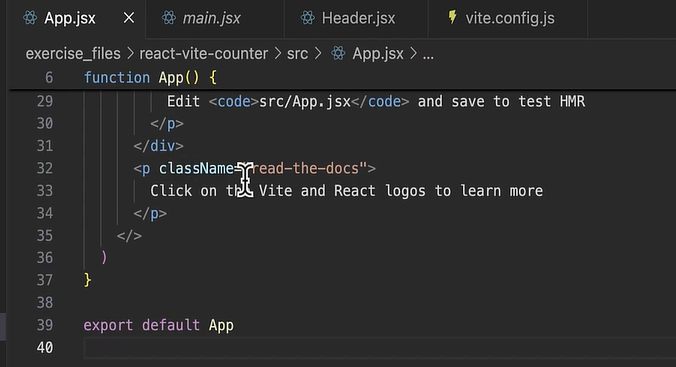 App.jsx main.jsx Header.jsx vite.config.js
exercise_files > react-vite-counter > src > App.jsx > ...
6 function App() {
29 Edit <code>src/App.jsx</code> and save to test HMR
30 </p>
31 </div>
32 <p className="read-the-docs">
33 Click on the Vite and React logos to learn more
34 </p>
35 </>
36 )
37 }
38
39 export default App
40